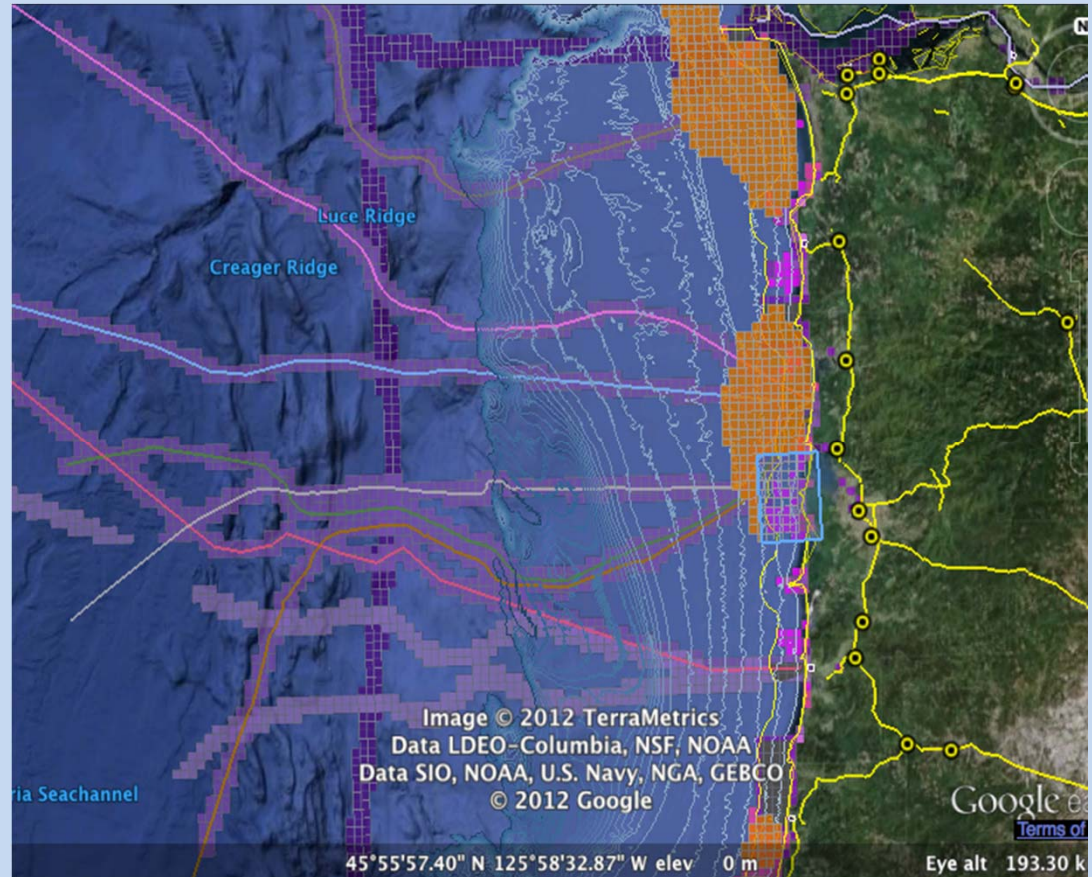 Luce Ridge
Creager Ridge
Image © 2012 TerraMetrics
Data LDEO-Columbia, NSF, NOAA
Data SIO, NOAA, U.S. Navy, NGA, GEBCO
© 2012 Google
ria Seachannel
Google e
Terms of
45°55'57.40" N 125°58'32.87" W elev 0 m
Eye alt 193.30 k